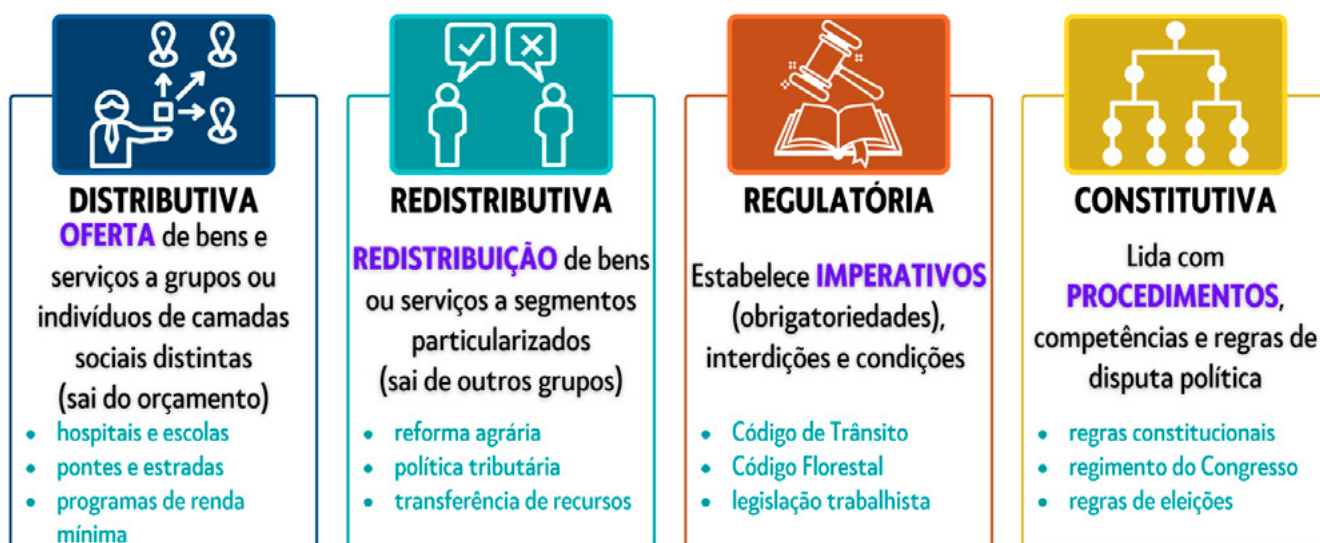 DISTRIBUTIVA
OFERTA de bens e
serviços a grupos ou
indivíduos de camadas
sociais distintas
(sai do orçamento)
• hospitais e escolas
• pontes e estradas
• programas de renda
mínima
REDISTRIBUTIVA
REDISTRIBUIÇÃO de bens
ou serviços a segmentos
particularizados
(sai de outros grupos)
• reforma agrária
• política tributária
• transferência de recursos
REGULATÓRIA
Estabelece IMPERATIVOS
(obrigatoriedades),
interdições e condições
• Código de Trânsito
• Código Florestal
• legislação trabalhista
CONSTITUTIVA
Lida com
PROCEDIMENTOS,
competências e regras de
disputa política
• regras constitucionais
• regimento do Congresso
• regras de eleições